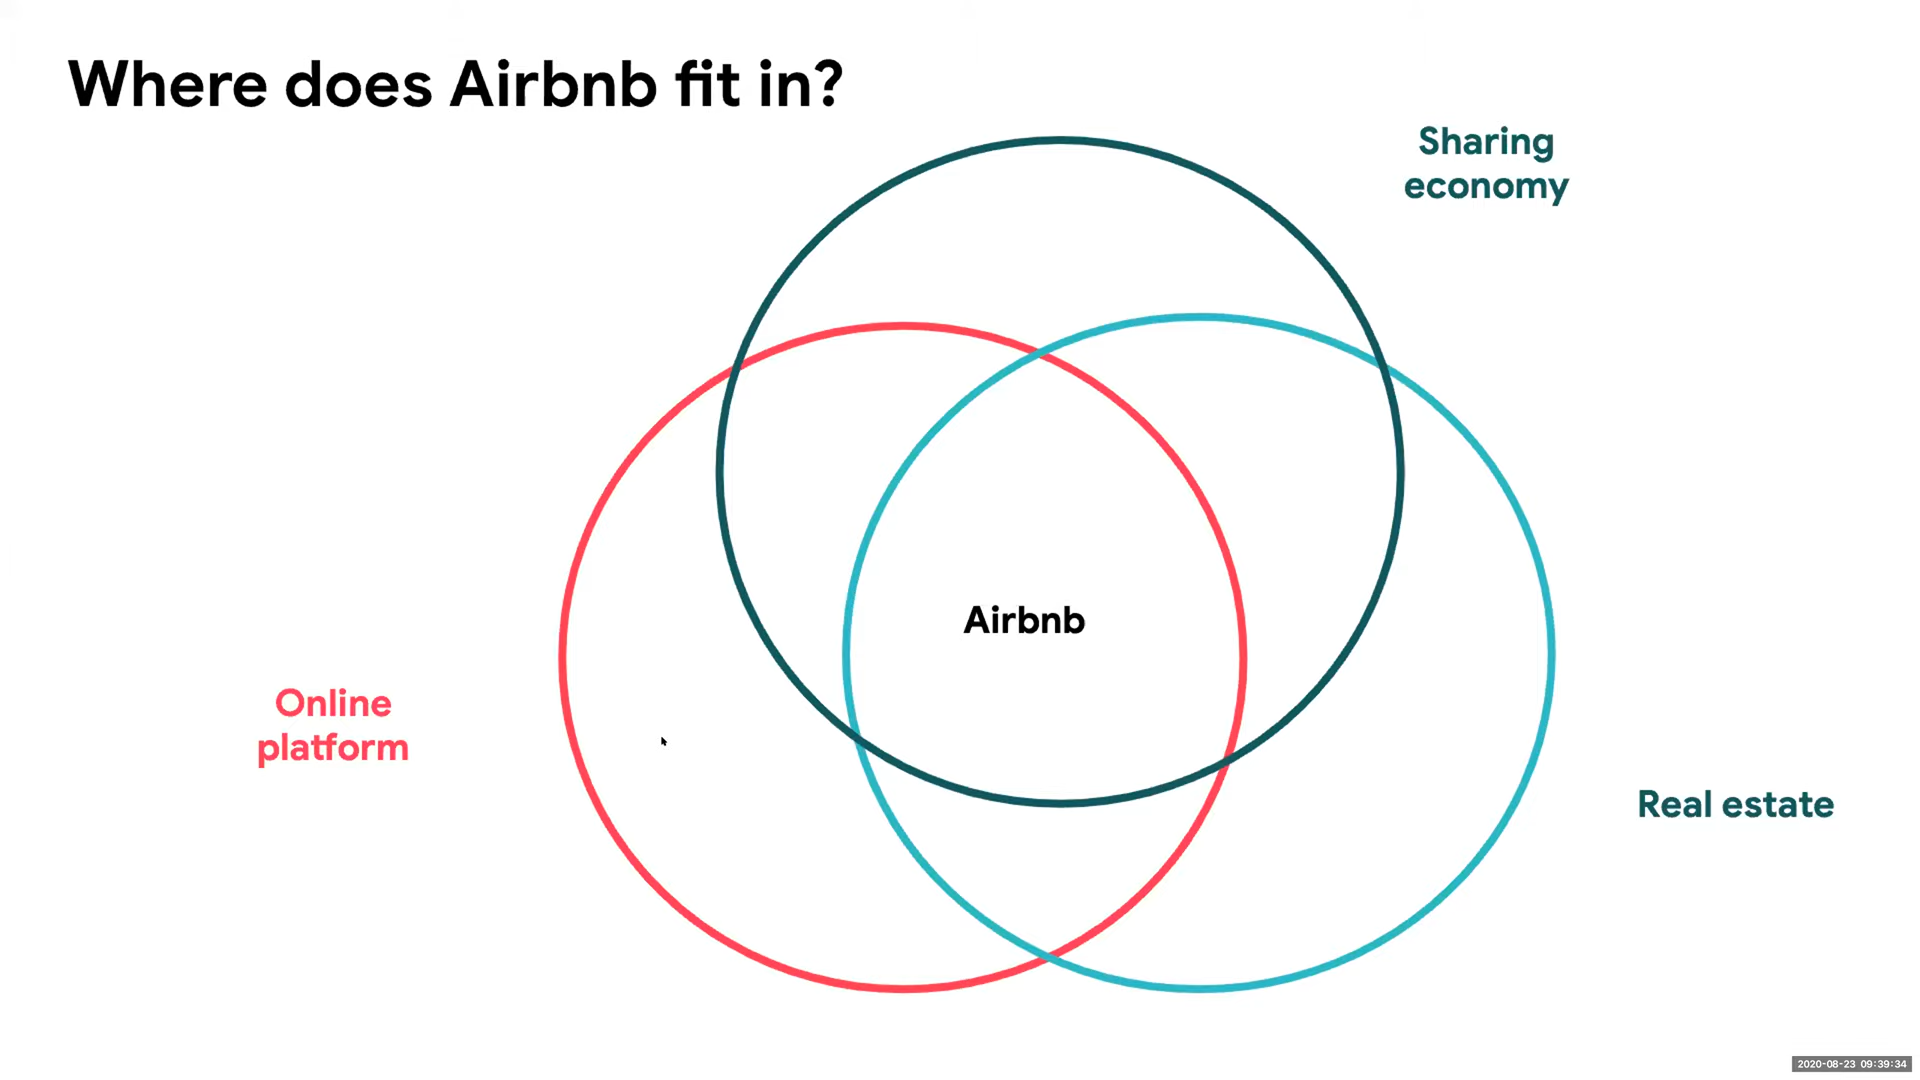 Where does Airbnb fit in?
Sharing
economy
Airbnb
Online
platform
Real estate
2020-08-23 09:39:34